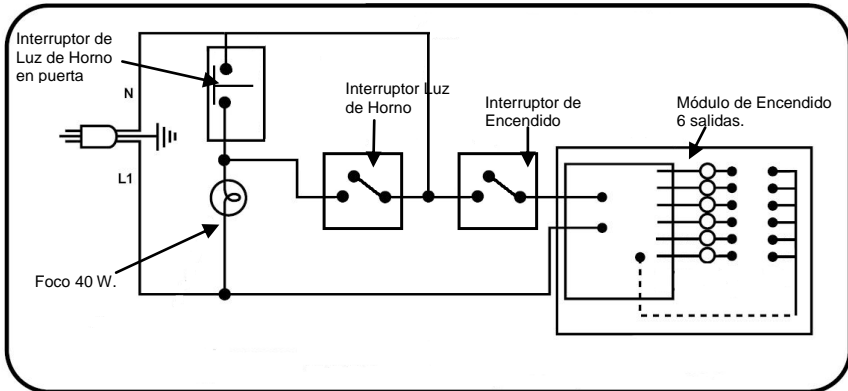 Interruptor de
Luz de Horno
en puerta
N
L1
Foco 40 W.
Interruptor Luz
de Horno
Interruptor de
Encendido
Módulo de Encendido
6 salidas.